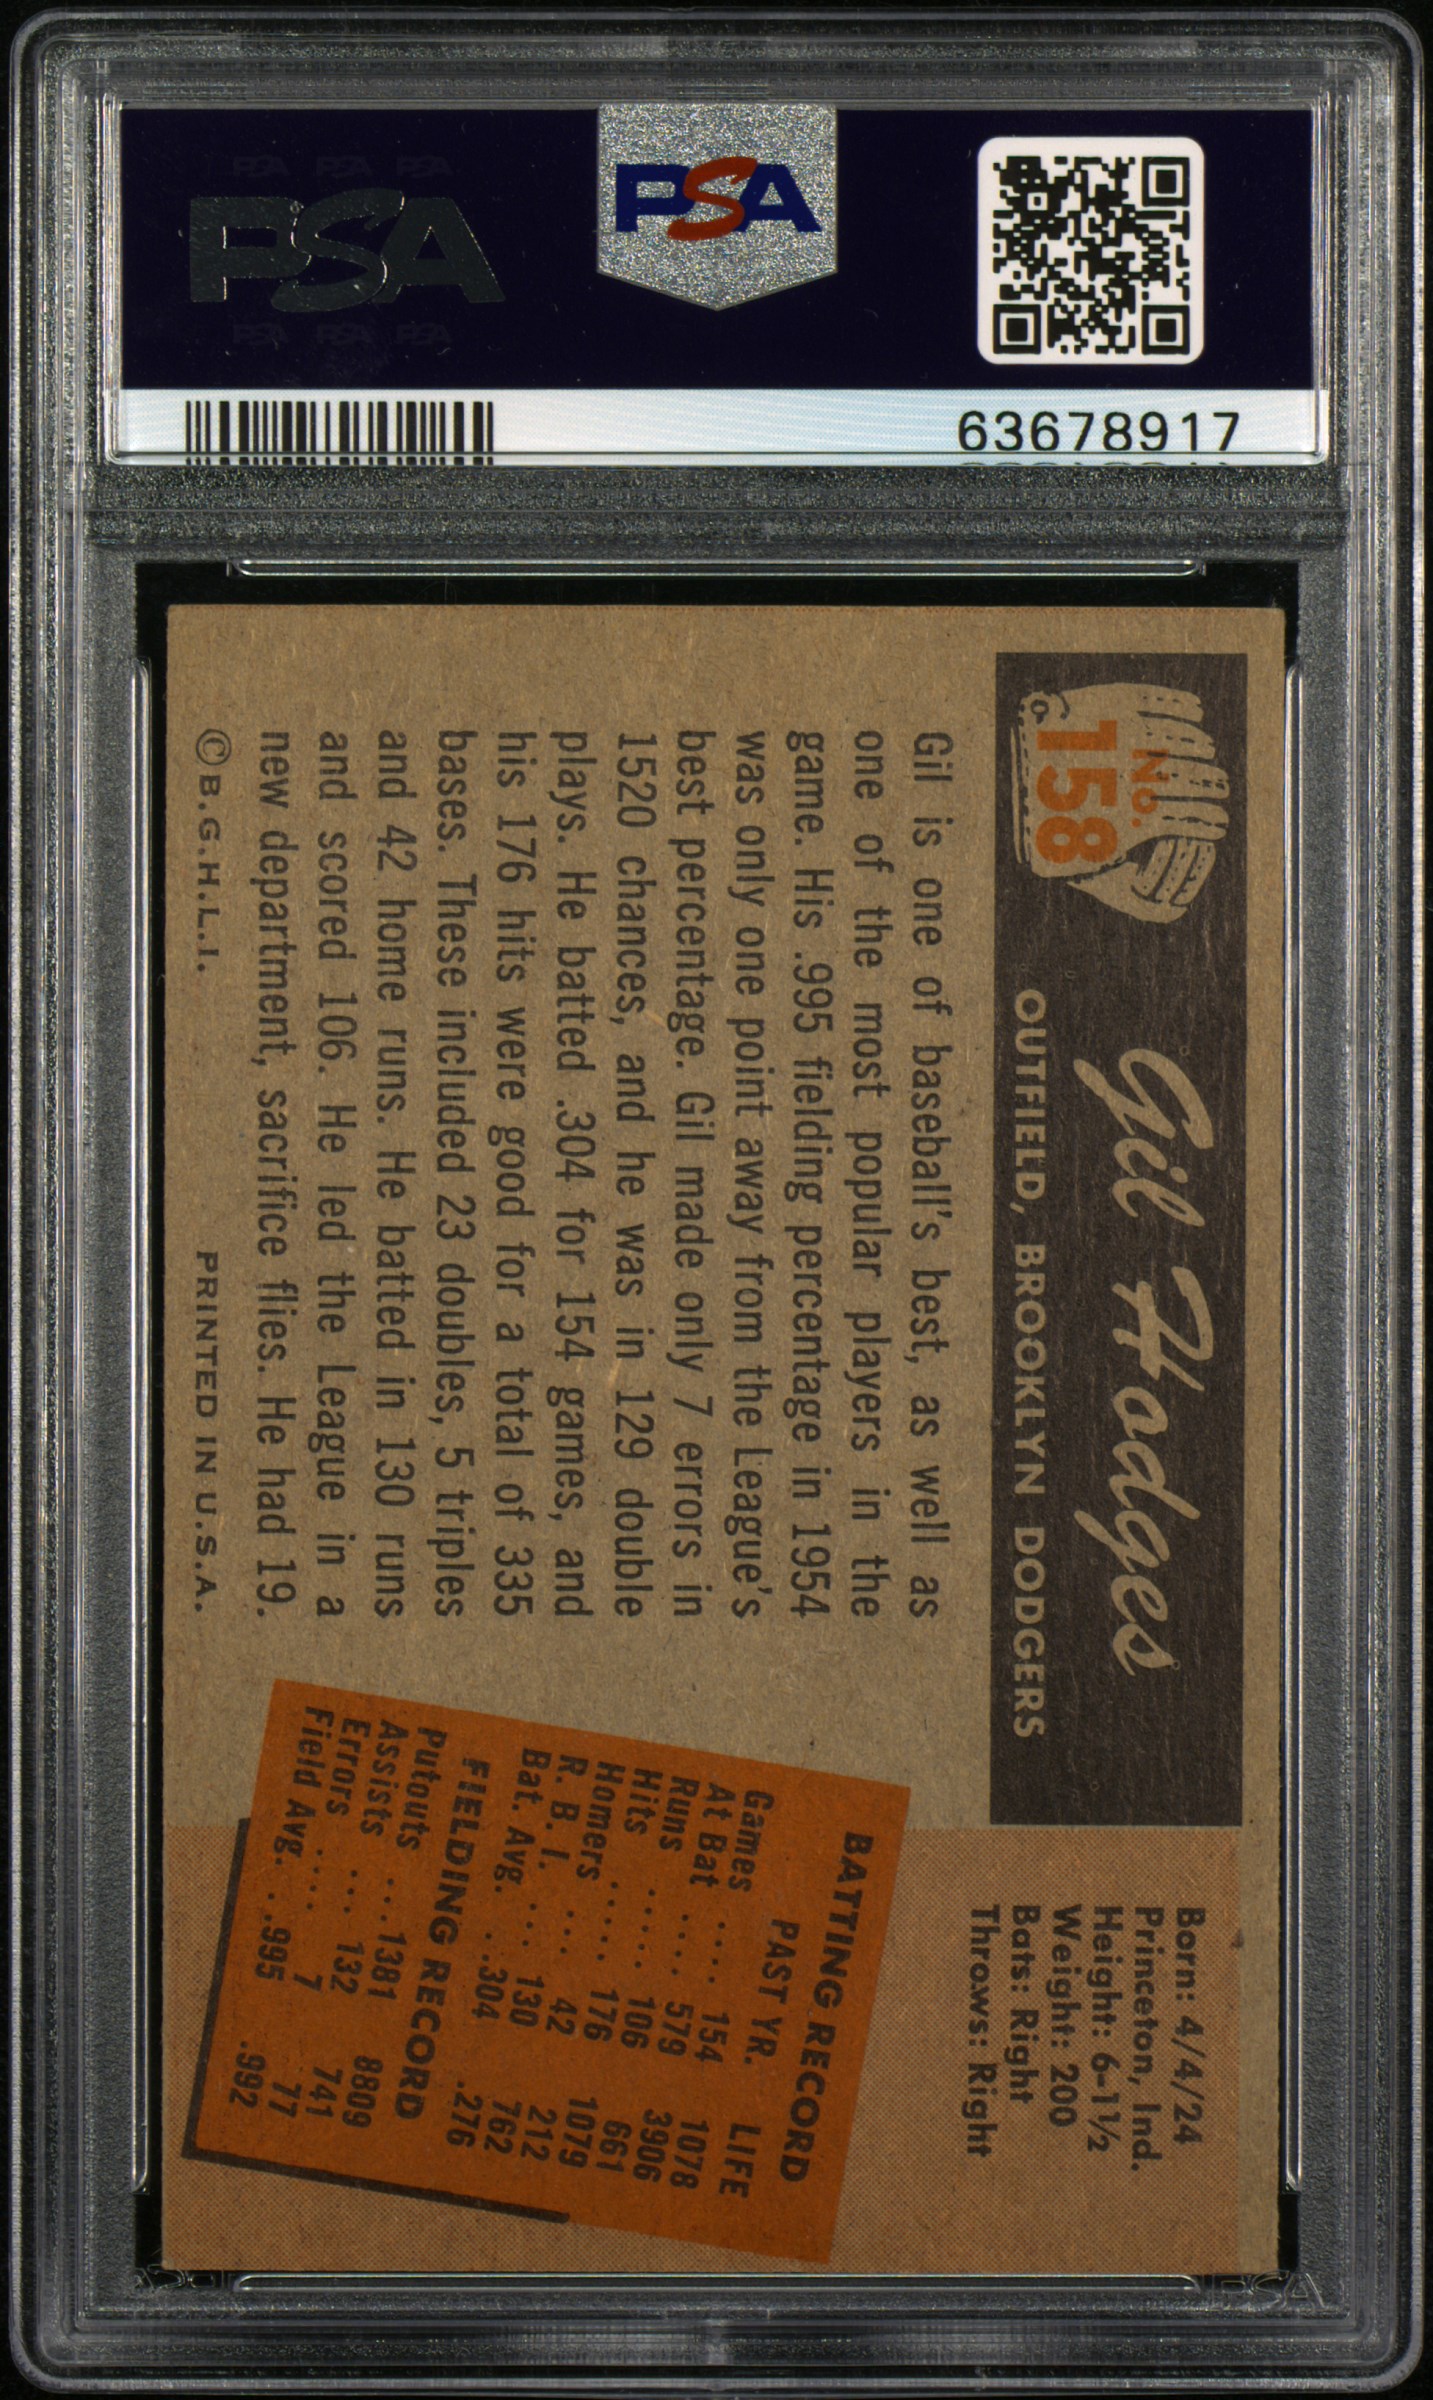 PSA PSA PSA
PSA
PSA PSA PSA
PSA
63678917
No.
158
Gil Hodges
OUTFIELD, BROOKLYN DODGERS
Born: 4/4/24
Princeton, Ind.
Height: 6-1½
Weight: 200
Bats: Right
Throws: Right
Gil is one of baseball's best, as well as
one of the most popular players in the
game. His .995 fielding percentage in 1954
was only one point away from the League's
best percentage. Gil made only 7 errors in
1520 chances, and he was in 129 double
plays. He batted .304 for 154 games, and
his 176 hits were good for a total of 335
bases. These included 23 doubles, 5 triples
and 42 home runs. He batted in 130 runs
and scored 106. He led the League in a
new department, sacrifice flies. He had 19.
© B.G.H.L.I. PRINTED IN U.S.A.
BATTING RECORD
PAST YR. LIFE
Games .... 154 1078
At Bat ..... 579 3906
Runs ..... 106 661
Hits ..... 176 1079
Homers ... 42 212
R. B. I. ... 130 762
Bat. Avg. ..304 .276
FIELDING RECORD
Putouts ...1381 8809
Assists ... 132 741
Errors .... 7 77
Field Avg. ..995 .992
PSA